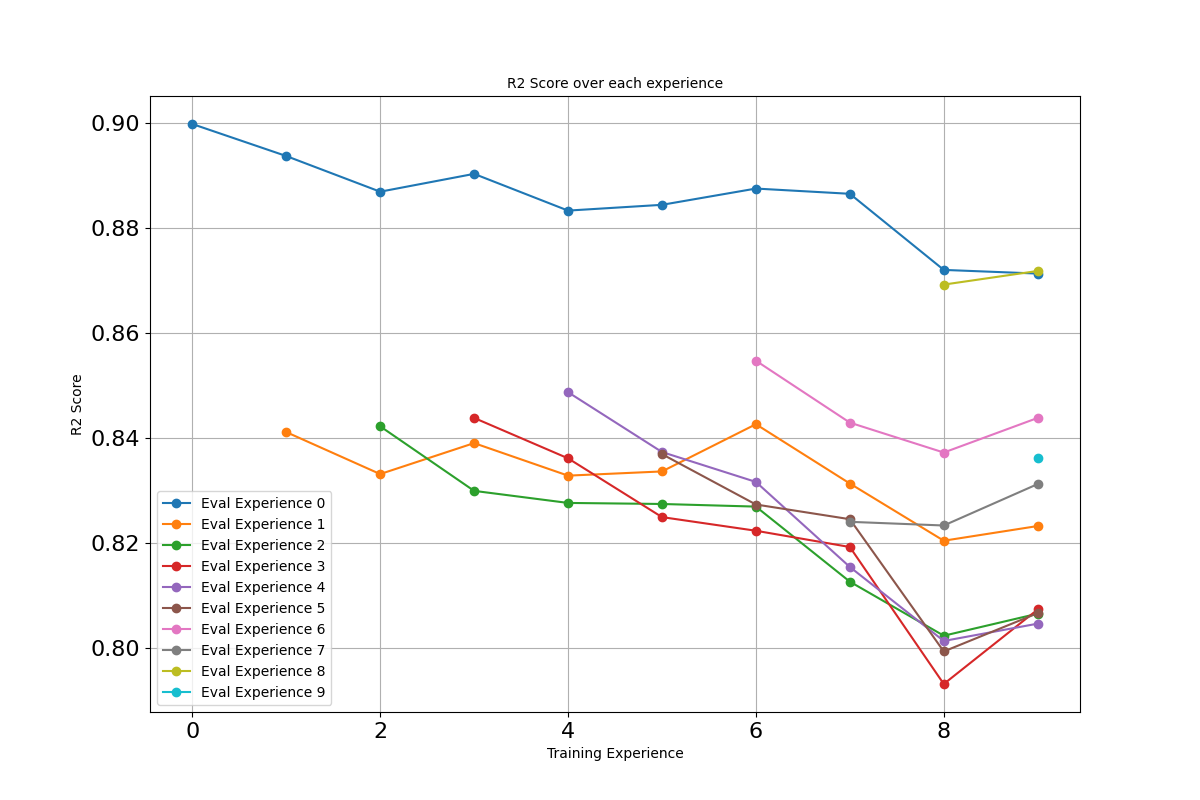 R2 Score over each experience
0.90
0.88
0.86
0.84
0.82
0.80
R2 Score
Eval Experience 0
Eval Experience 1
Eval Experience 2
Eval Experience 3
Eval Experience 4
Eval Experience 5
Eval Experience 6
Eval Experience 7
Eval Experience 8
Eval Experience 9
0 2 4 6 8
Training Experience